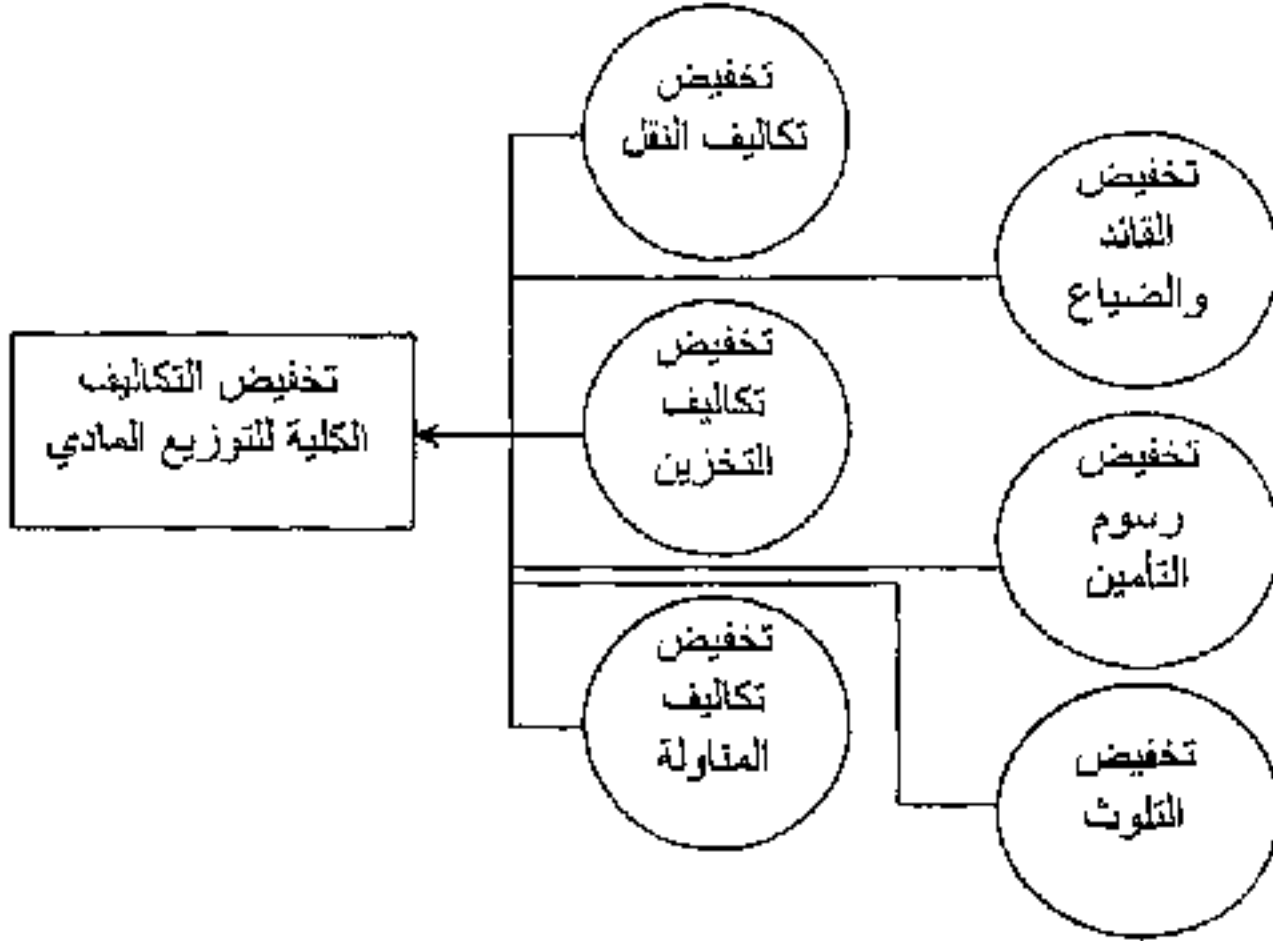 تخفيض
تكاليف النقل
تخفيض
القائد
والضياع
تخفيض
تكاليف
التخزين
تخفيض التكاليف
الكلية للتوزيع المادي
تخفيض
رسوم
التأمين
تخفيض
تكاليف
المناولة
تخفيض
التلوث